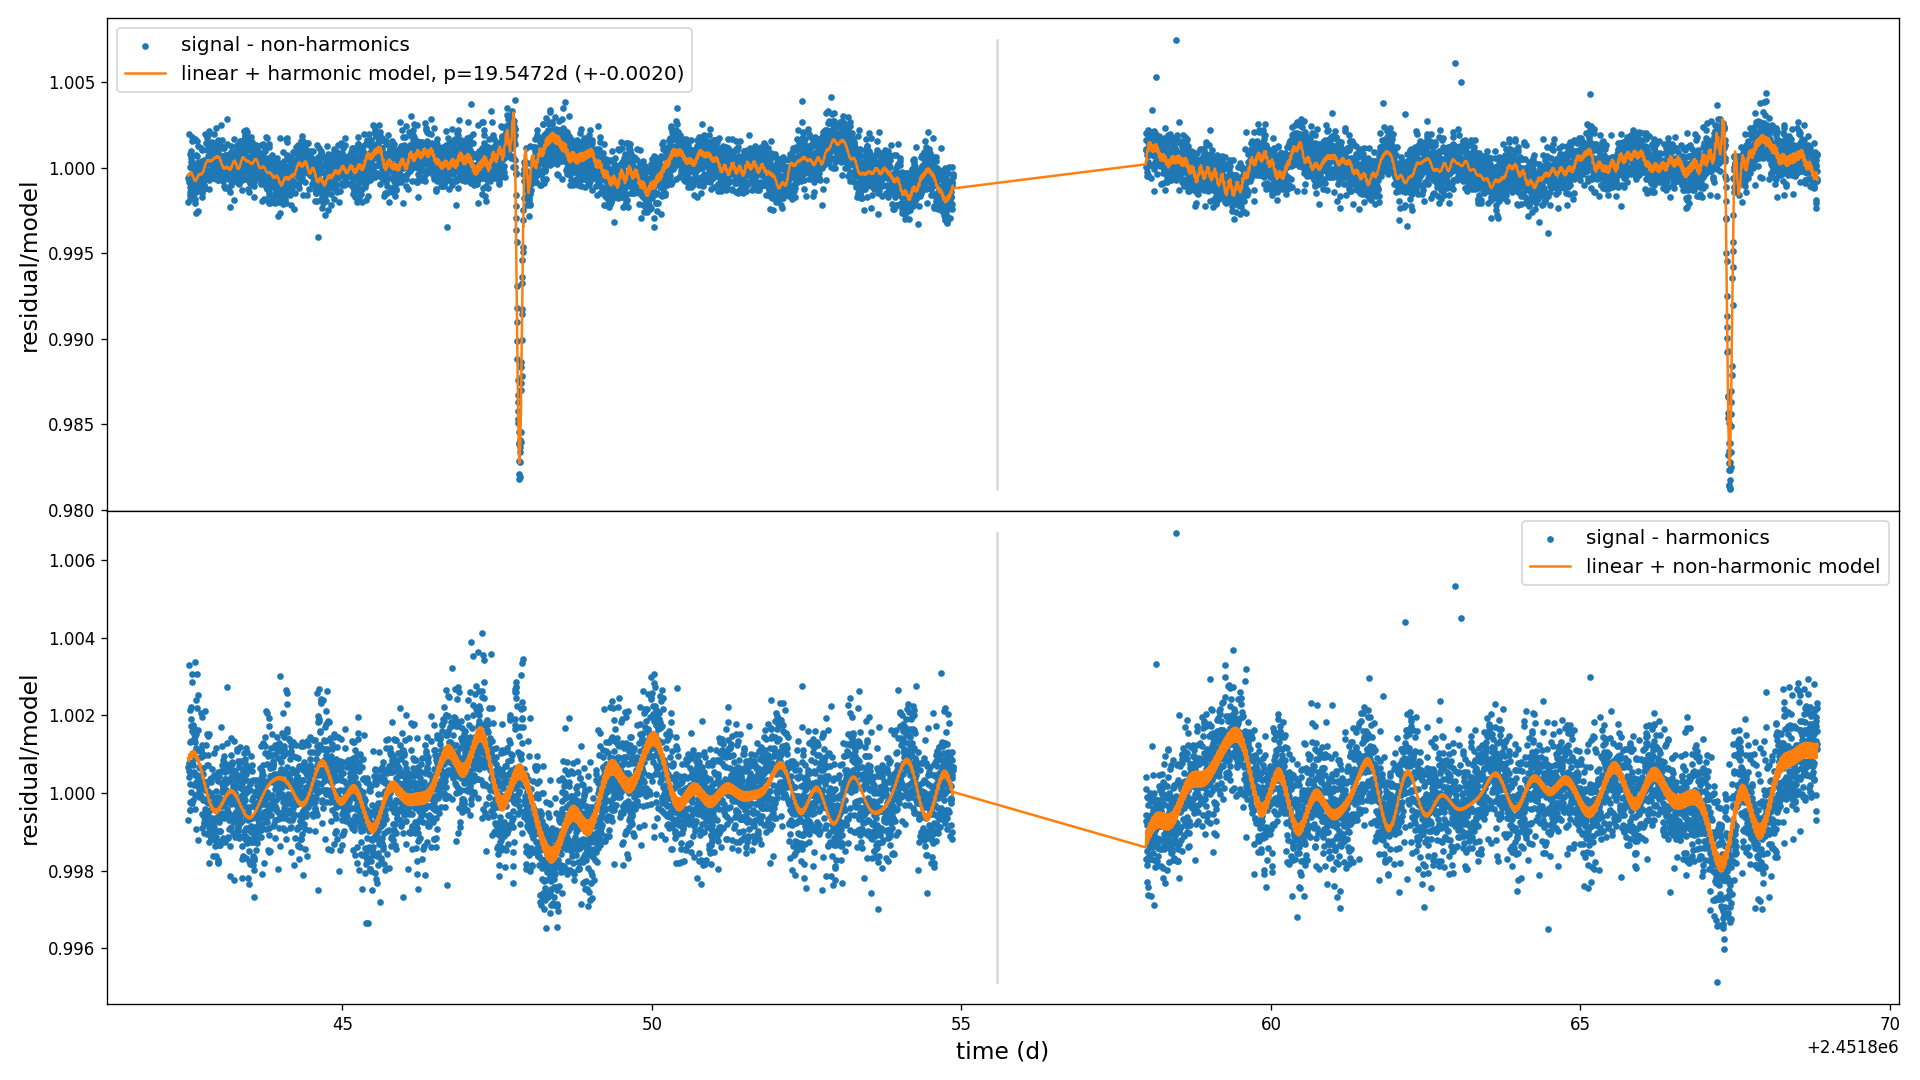 signal - non-harmonics
linear + harmonic model, p=19.5472d (+-0.0020)
residual/model
1.005
1.000
0.995
0.990
0.985
0.980
signal - harmonics
linear + non-harmonic model
residual/model
1.006
1.004
1.002
1.000
0.998
0.996
45 50 55 60 65 70
time (d)
+2.4518e6